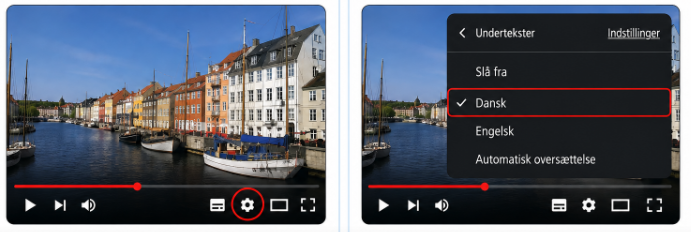 Undertekster Indstillinger
Slå fra
Dansk
Engelsk
Automatisk oversættelse